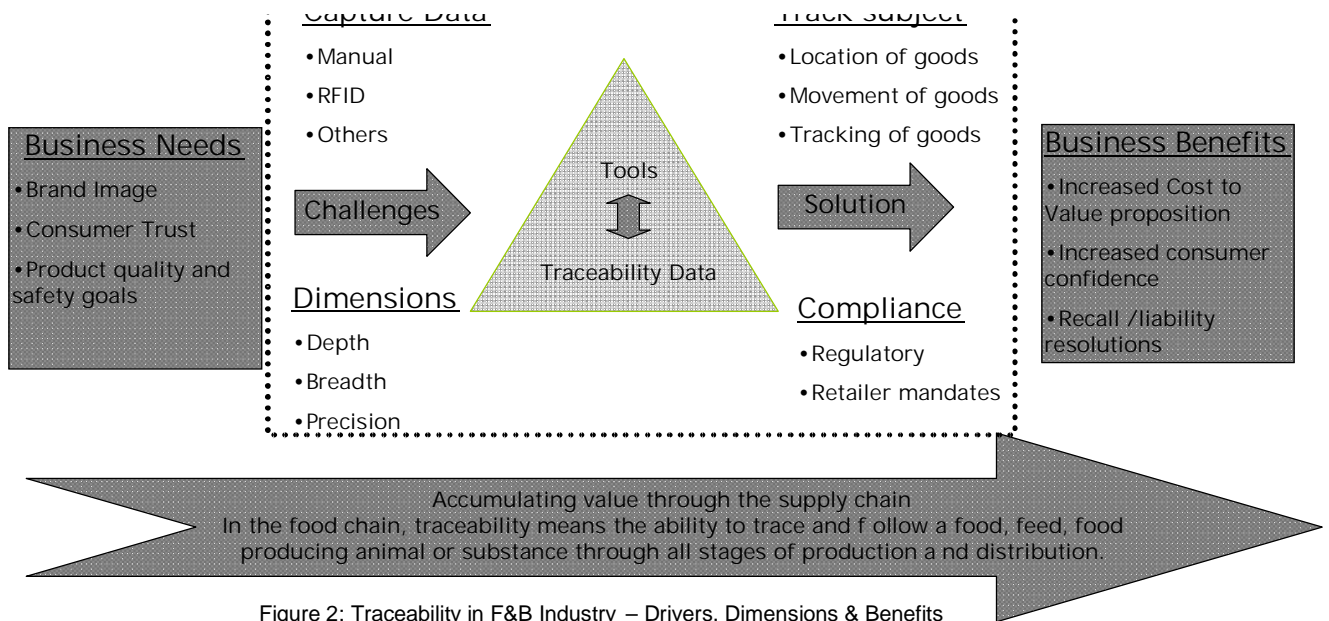 Capture Data
•Manual
•RFID
•Others
Track subject
•Location of goods
•Movement of goods
•Tracking of goods
Business Needs
•Brand Image
•Consumer Trust
•Product quality and
safety goals
Challenges
Tools
Traceability Data
Solution
Business Benefits
•Increased Cost to
Value proposition
•Increased consumer
confidence
•Recall /liability
resolutions
Dimensions
•Depth
•Breadth
•Precision
Compliance
•Regulatory
•Retailer mandates
Accumulating value through the supply chain
In the food chain, traceability means the ability to trace and f ollow a food, feed, food
producing animal or substance through all stages of production a nd distribution.
Figure 2: Traceability in F&B Industry – Drivers, Dimensions & Benefits